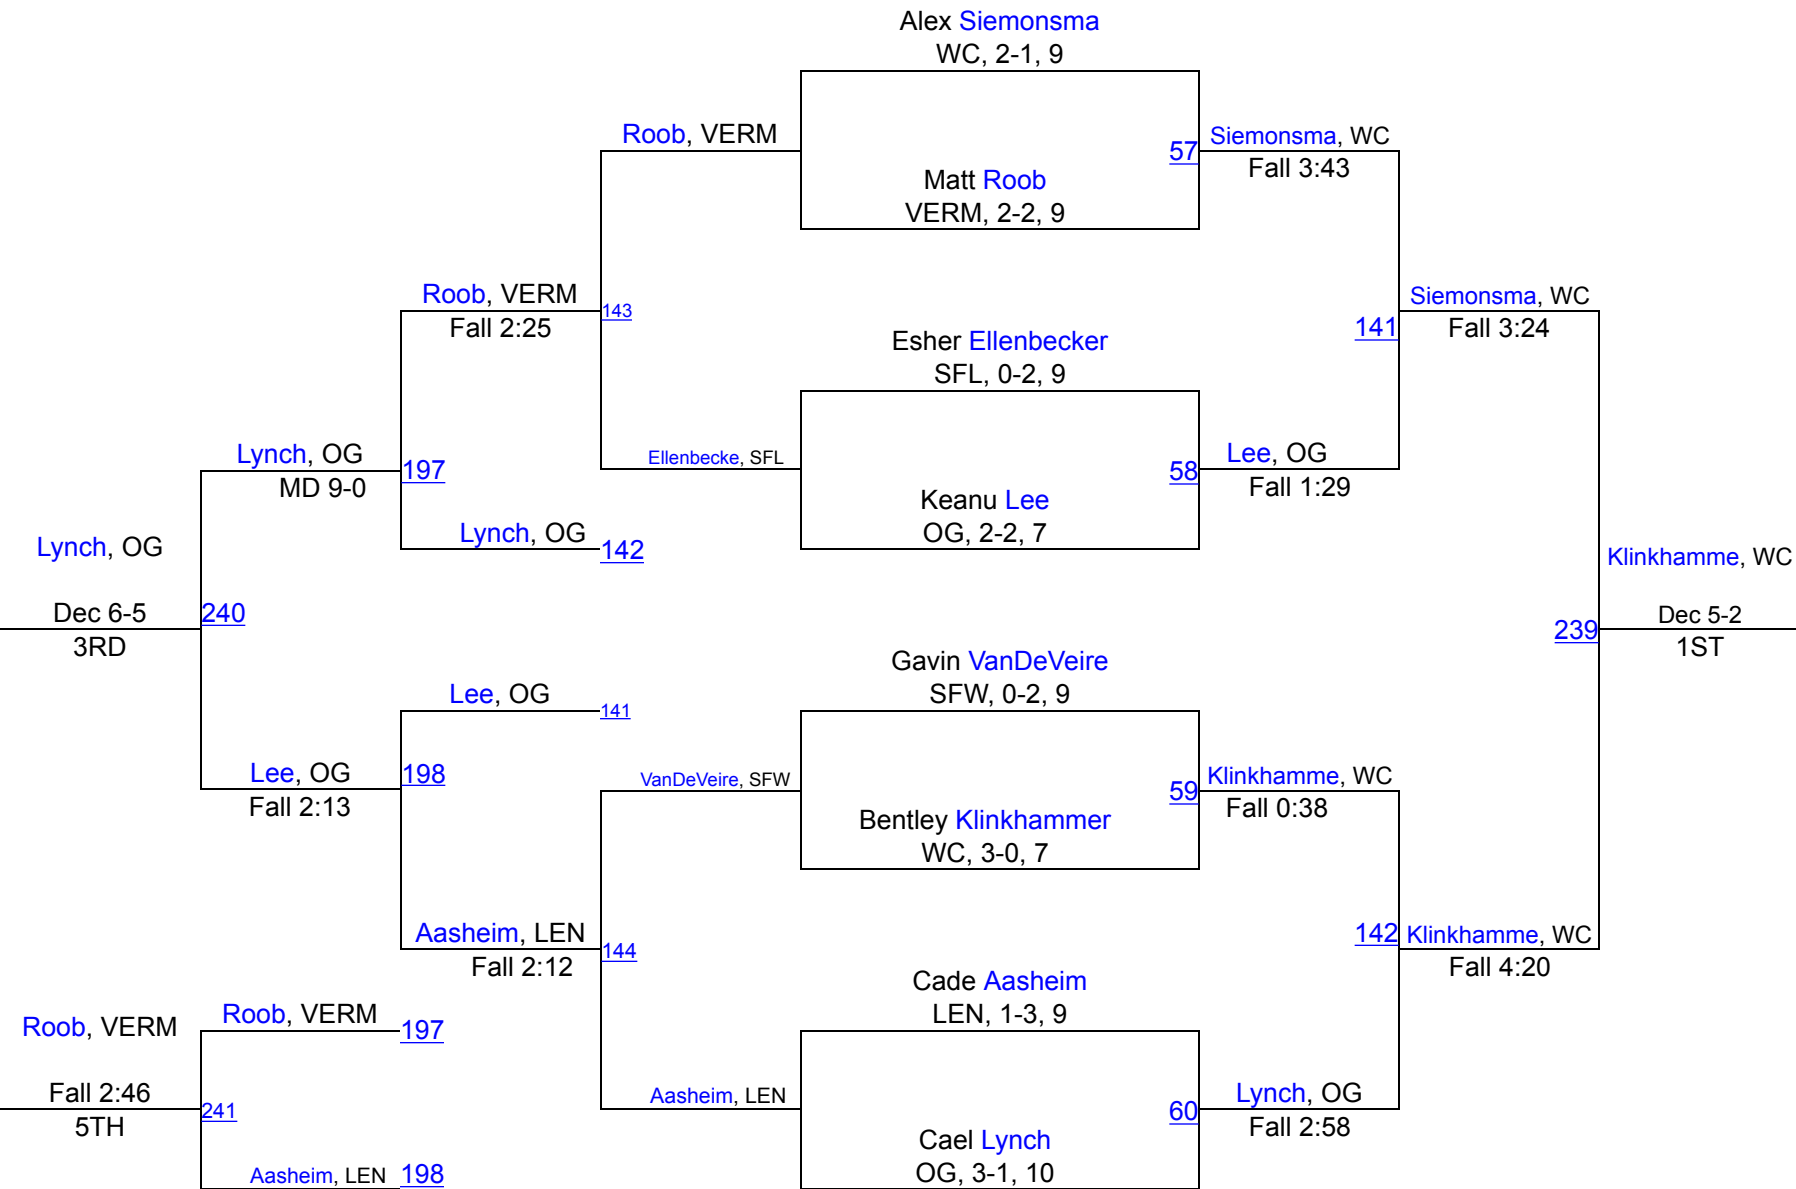 Alex Siemonsma
WC, 2-1, 9
Roob, VERM
57
Siemonsma, WC
Fall 3:43
Matt Roob
VERM, 2-2, 9
Roob, VERM
Fall 2:25
143
Siemonsma, WC
141
Fall 3:24
Esher Ellenbecker
SFL, 0-2, 9
Lynch, OG
MD 9-0
197
Ellenbecke, SFL
58
Lee, OG
Fall 1:29
Keanu Lee
OG, 2-2, 7
Lynch, OG
142
Lynch, OG
Dec 6-5
3RD
240
Klinkhamme, WC
239
Dec 5-2
1ST
Gavin VanDeVeire
SFW, 0-2, 9
Lee, OG
141
Lee, OG
Fall 2:13
198
VanDeVeire, SFW
59
Klinkhamme, WC
Fall 0:38
Bentley Klinkhammer
WC, 3-0, 7
Aasheim, LEN
Fall 2:12
144
142
Klinkhamme, WC
Fall 4:20
Cade Aasheim
LEN, 1-3, 9
Roob, VERM
Roob, VERM
197
Fall 2:46
5TH
241
Aasheim, LEN
60
Lynch, OG
Fall 2:58
Cael Lynch
OG, 3-1, 10
Aasheim, LEN
198